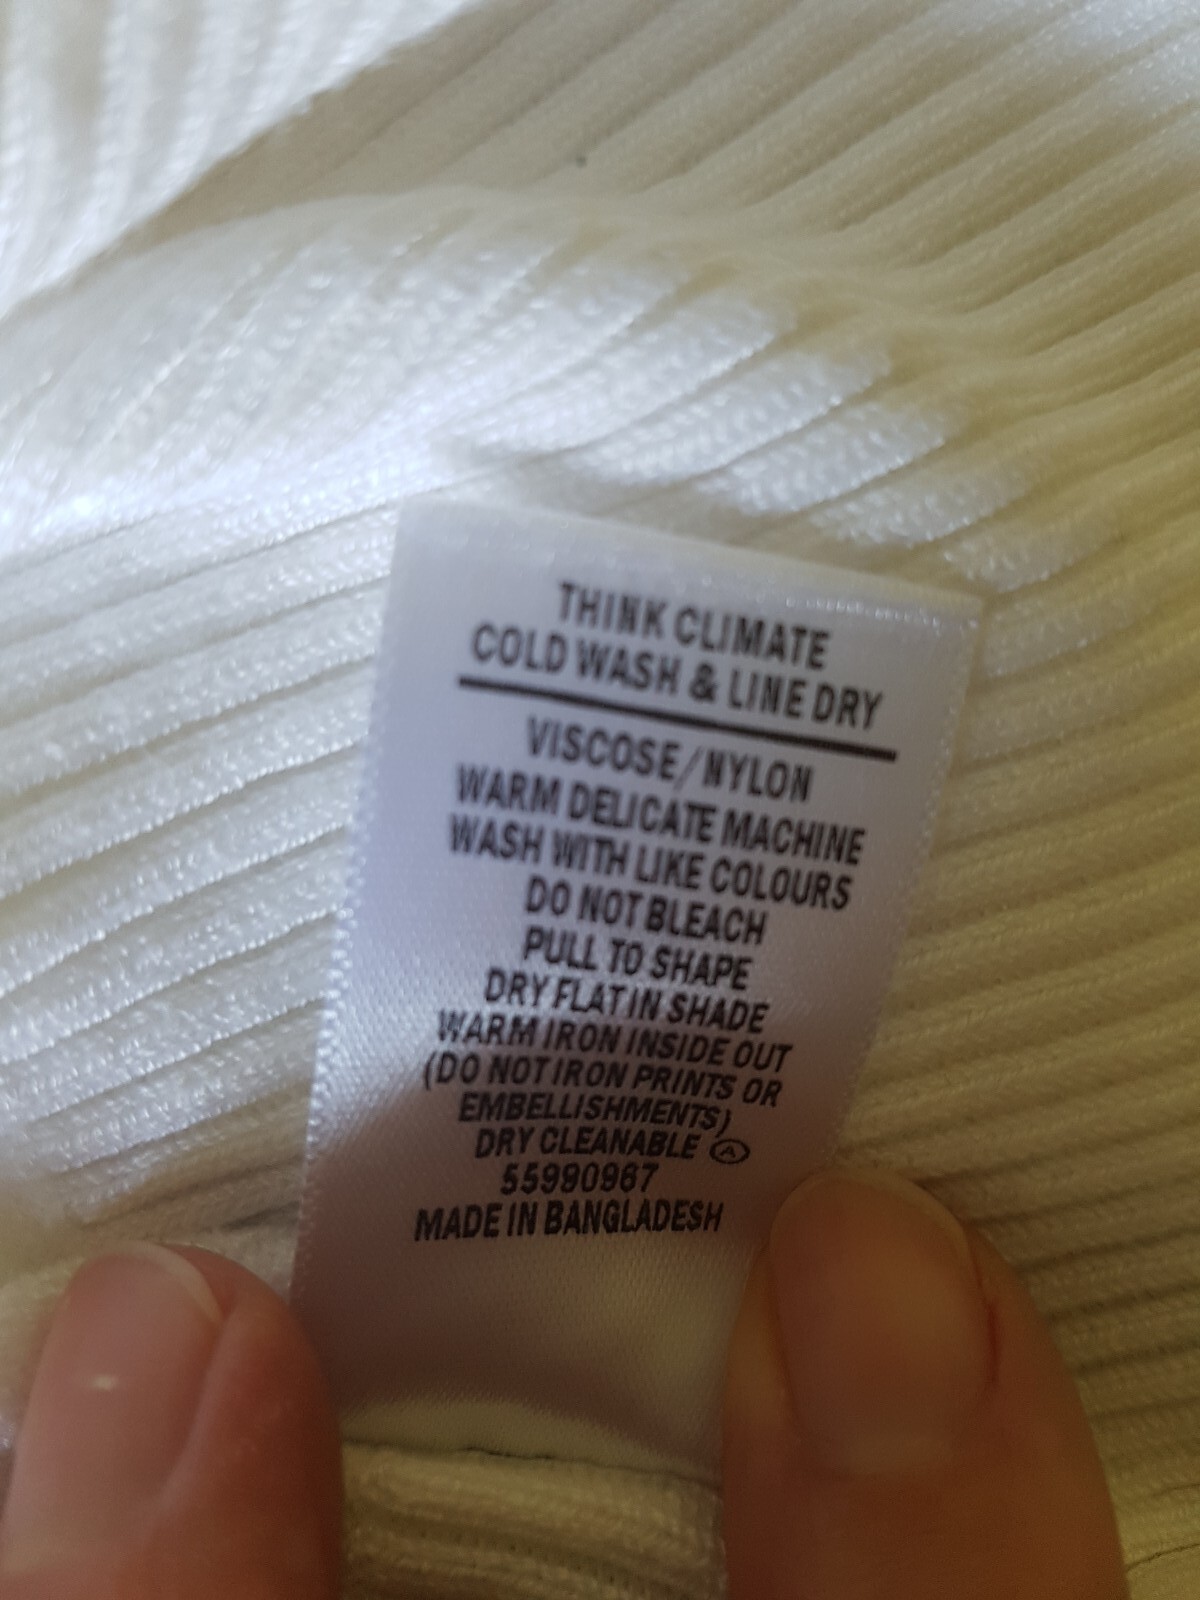 THINK CLIMATE
COLD WASH & LINE DRY
VISCOSE/NYLON
WARM DELICATE MACHINE
WASH WITH LIKE COLOURS
DO NOT BLEACH
PULL TO SHAPE
DRY FLAT IN SHADE
WARM IRON INSIDE OUT
(DO NOT IRON PRINTS OR
EMBELLISHMENTS)
DRY CLEANABLE Ⓐ
55990967
MADE IN BANGLADESH